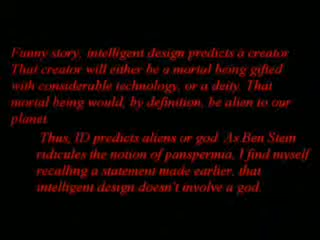 Funny story, intelligent design predicts a creator
That creator will either be a mortal being gifted
with considerable technology, or a deity. That
mortal being would, by definition, be alien to our
planet
Thus, ID predicts aliens or god. As Ben Stein
ridicules the notion of panspermia, I find myself
recalling a statement made earlier, that
intelligent design doesn't involve a god.